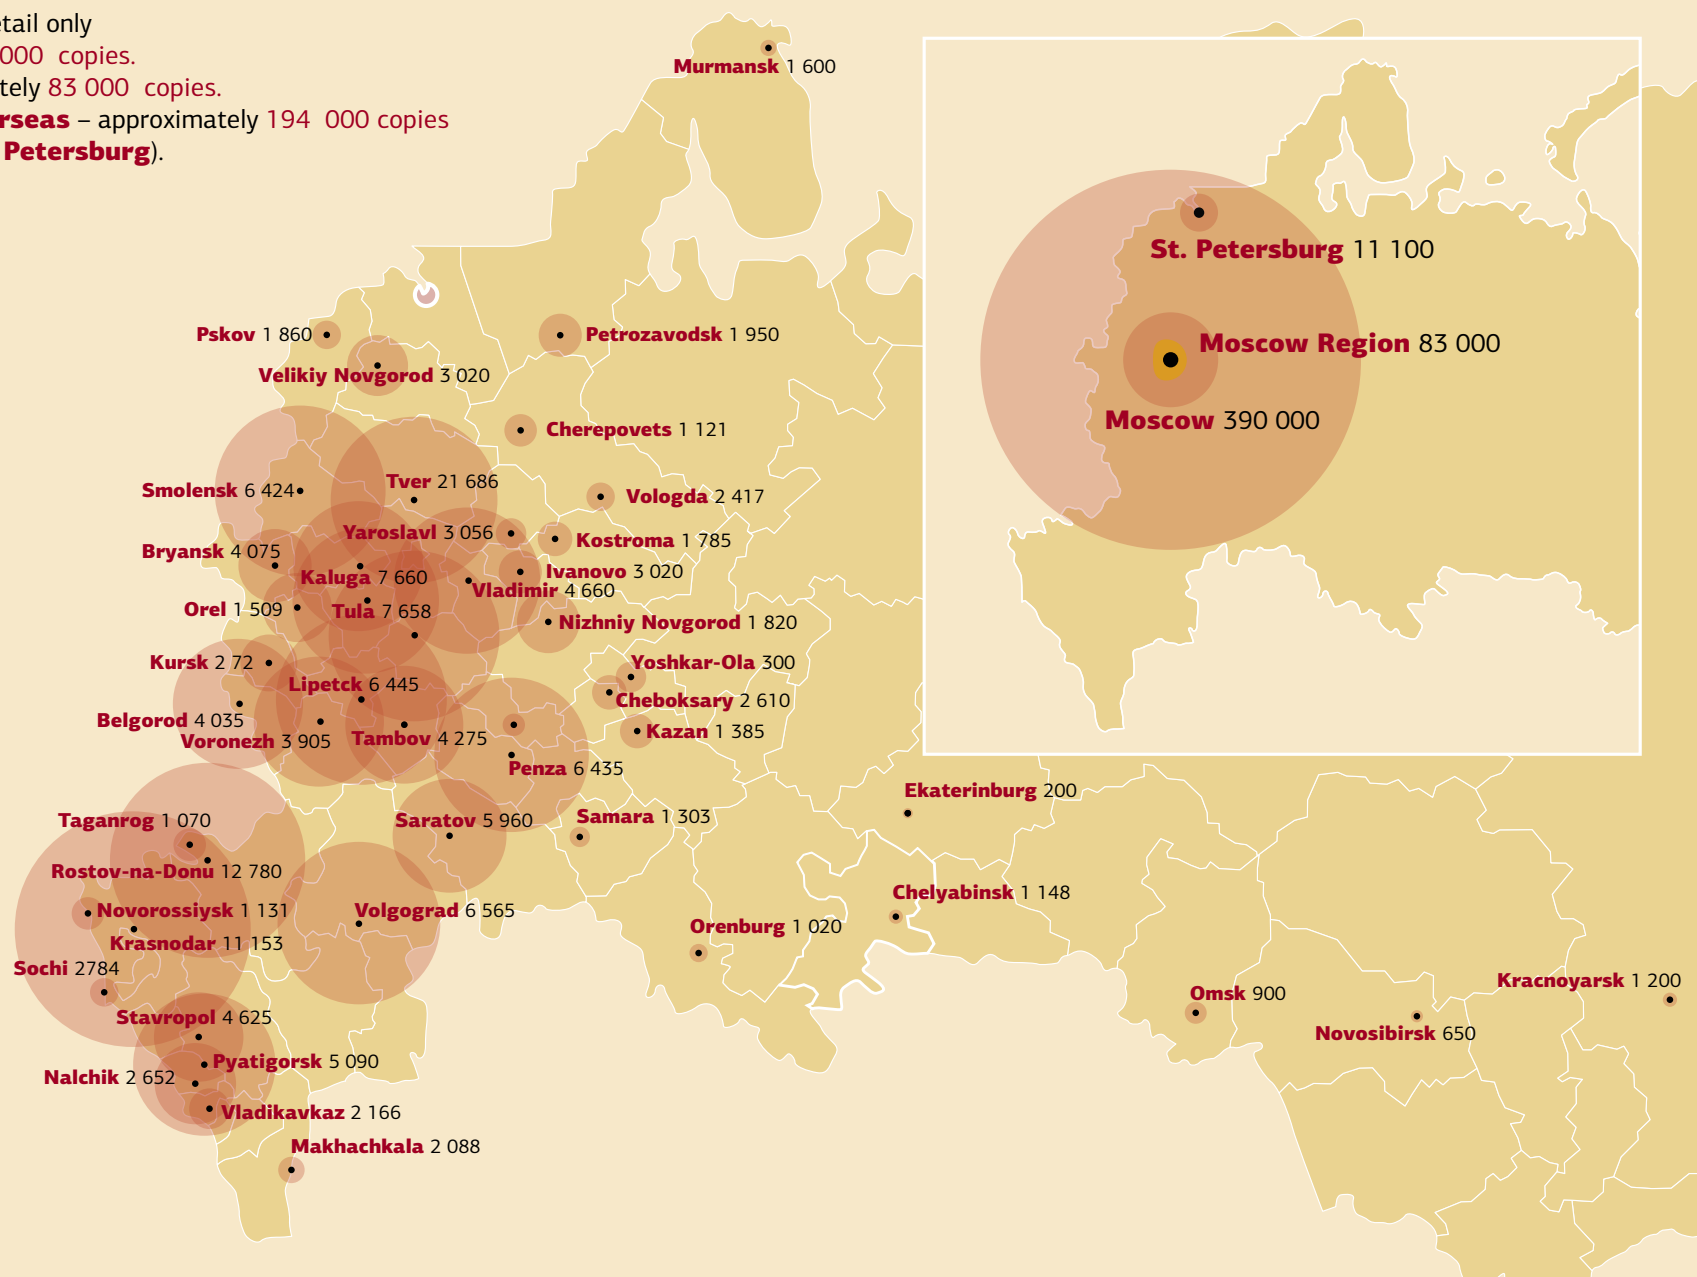 etail only
000 copies.
tely 83 000 copies.
rseas – approximately 194 000 copies
Petersburg).
Murmansk 1 600
St. Petersburg 11 100
Moscow Region 83 000
Moscow 390 000
Pskov 1 860
Petrozavodsk 1 950
Velikiy Novgorod 3 020
Cherepovets 1 121
Smolensk 6 424
Tver 21 686
Vologda 2 417
Yaroslavl 3 056
Kostroma 1 785
Bryansk 4 075
Kaluga 7 660
Ivanovo 3 020
Vladimir 4 660
Orel 1 509
Tula 7 658
Nizhniy Novgorod 1 820
Kursk 2 72
Yoshkar-Ola 300
Lipetck 6 445
Cheboksary 2 610
Belgorod 4 035
Voronezh 3 905
Tambov 4 275
Kazan 1 385
Penza 6 435
Ekaterinburg 200
Taganrog 1 070
Saratov 5 960
Samara 1 303
Rostov-na-Donu 12 780
Chelyabinsk 1 148
Novorossiysk 1 131
Volgograd 6 565
Orenburg 1 020
Krasnodar 11 153
Sochi 2784
Kracnoyarsk 1 200
Omsk 900
Stavropol 4 625
Novosibirsk 650
Pyatigorsk 5 090
Nalchik 2 652
Vladikavkaz 2 166
Makhachkala 2 088